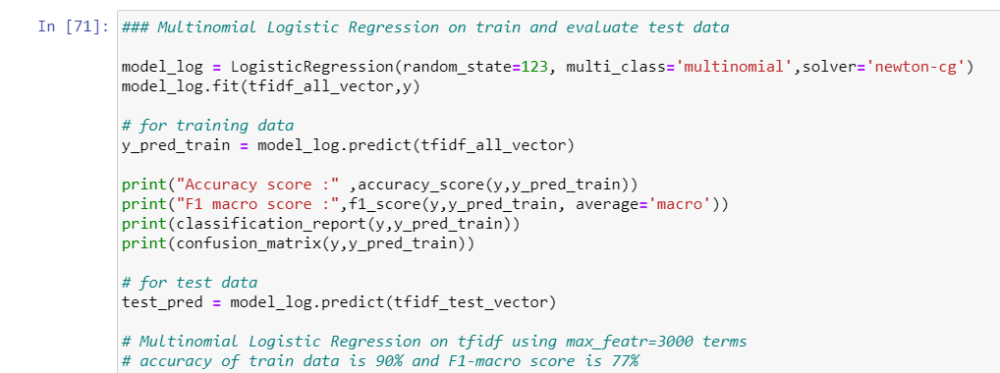 In [71]: ### Multinomial Logistic Regression on train and evaluate test data
model_log = LogisticRegression(random_state=123, multi_class='multinomial',solver='newton-cg')
model_log.fit(tfidf_all_vector,y)
# for training data
y_pred_train = model_log.predict(tfidf_all_vector)
print("Accuracy score :" ,accuracy_score(y,y_pred_train))
print("F1 macro score :",f1_score(y,y_pred_train, average='macro'))
print(classification_report(y,y_pred_train))
print(confusion_matrix(y,y_pred_train))
# for test data
test_pred = model_log.predict(tfidf_test_vector)
# Multinomial Logistic Regression on tfidf using max_featr=3000 terms
# accuracy of train data is 90% and F1-macro score is 77%